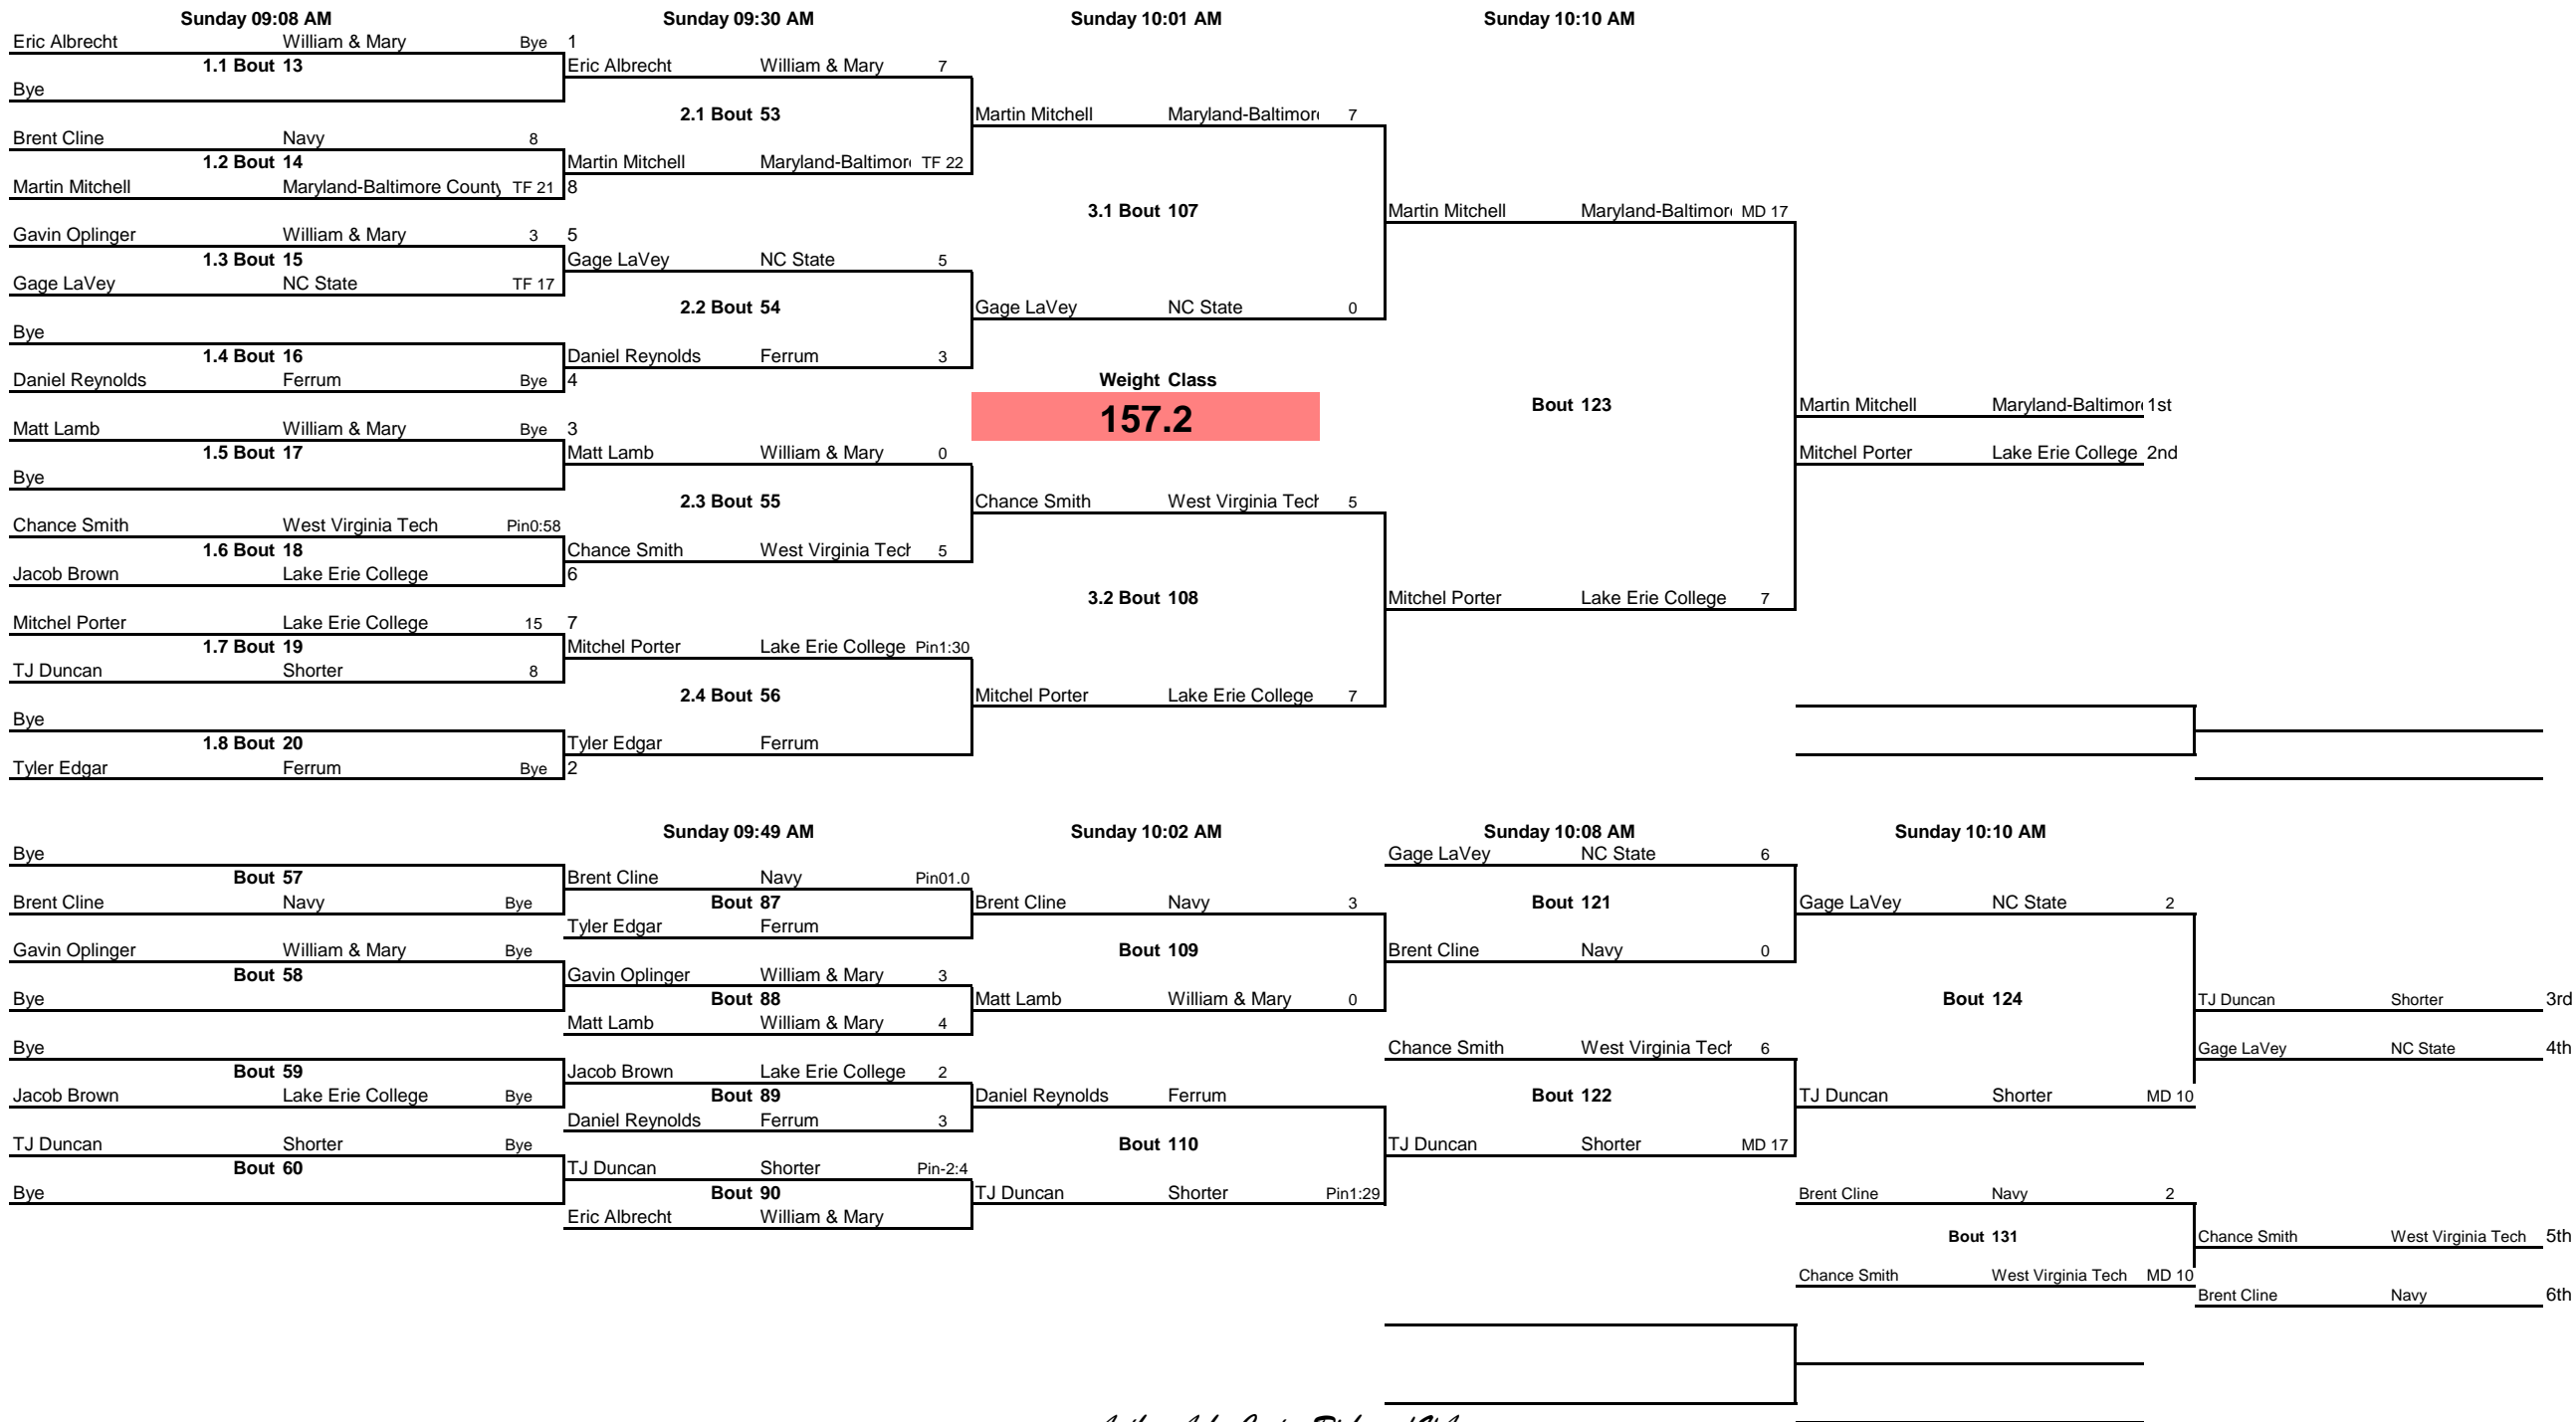 Sunday 09:08 AM Sunday 09:30 AM Sunday 10:01 AM Sunday 10:10 AM
Eric Albrecht William & Mary Bye 1
1.1 Bout 13 Eric Albrecht William & Mary 7
Bye
2.1 Bout 53 Martin Mitchell Maryland-Baltimor 7
Brent Cline Navy 8
1.2 Bout 14 Martin Mitchell Maryland-Baltimor TF 22
Martin Mitchell Maryland-Baltimore County TF 21 8
3.1 Bout 107 Martin Mitchell Maryland-Baltimor MD 17
Gavin Oplinger William & Mary 3 5
1.3 Bout 15 Gage LaVey NC State 5
Gage LaVey NC State TF 17
2.2 Bout 54 Gage LaVey NC State 0
Bye
1.4 Bout 16 Daniel Reynolds Ferrum 3
Daniel Reynolds Ferrum Bye 4 Weight Class
157.2 Bout 123 Martin Mitchell Maryland-Baltimor 1st
Matt Lamb William & Mary Bye 3
1.5 Bout 17 Matt Lamb William & Mary 0 Mitchel Porter Lake Erie College 2nd
Bye
2.3 Bout 55 Chance Smith West Virginia Tech 5
Chance Smith West Virginia Tech Pin0:58
1.6 Bout 18 Chance Smith West Virginia Tech 5
Jacob Brown Lake Erie College 6
3.2 Bout 108 Mitchel Porter Lake Erie College 7
Mitchel Porter Lake Erie College 15 7
1.7 Bout 19 Mitchel Porter Lake Erie College Pin1:30
TJ Duncan Shorter 8
2.4 Bout 56 Mitchel Porter Lake Erie College 7
Bye
1.8 Bout 20 Tyler Edgar Ferrum
Tyler Edgar Ferrum Bye 2
Sunday 09:49 AM Sunday 10:02 AM Sunday 10:08 AM Sunday 10:10 AM
Bye Gage LaVey NC State 6
Bout 57 Brent Cline Navy Pin01.0
Brent Cline Navy Bye Bout 87 Brent Cline Navy 3 Bout 121 Gage LaVey NC State 2
Tyler Edgar Ferrum
Gavin Oplinger William & Mary Bye Bout 109 Brent Cline Navy 0
Bout 58 Gavin Oplinger William & Mary 3
Bye Bout 88 Matt Lamb William & Mary 0 Bout 124 TJ Duncan Shorter 3rd
Matt Lamb William & Mary 4
Bye Chance Smith West Virginia Tech 6 Gage LaVey NC State 4th
Bout 59 Jacob Brown Lake Erie College 2
Jacob Brown Lake Erie College Bye Bout 89 Daniel Reynolds Ferrum Bout 122 TJ Duncan Shorter MD 10
Daniel Reynolds Ferrum 3
TJ Duncan Shorter Bye Bout 110 TJ Duncan Shorter MD 17
Bout 60 TJ Duncan Shorter Pin-2:4
Bye Bout 90 TJ Duncan Shorter Pin1:29 Brent Cline Navy 2
Eric Albrecht William & Mary
Bout 131 Chance Smith West Virginia Tech 5th
Chance Smith West Virginia Tech MD 10
Brent Cline Navy 6th